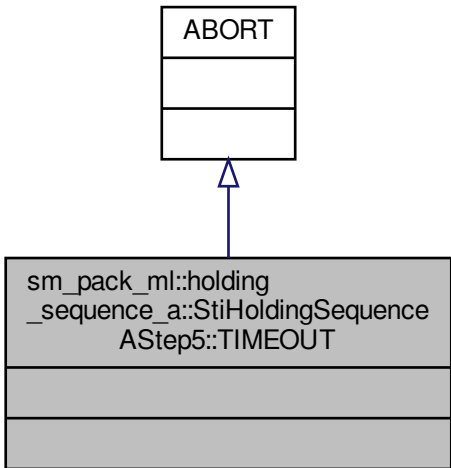 ABORT
sm_pack_ml::holding
_sequence_a::StiHoldingSequence
AStep5::TIMEOUT